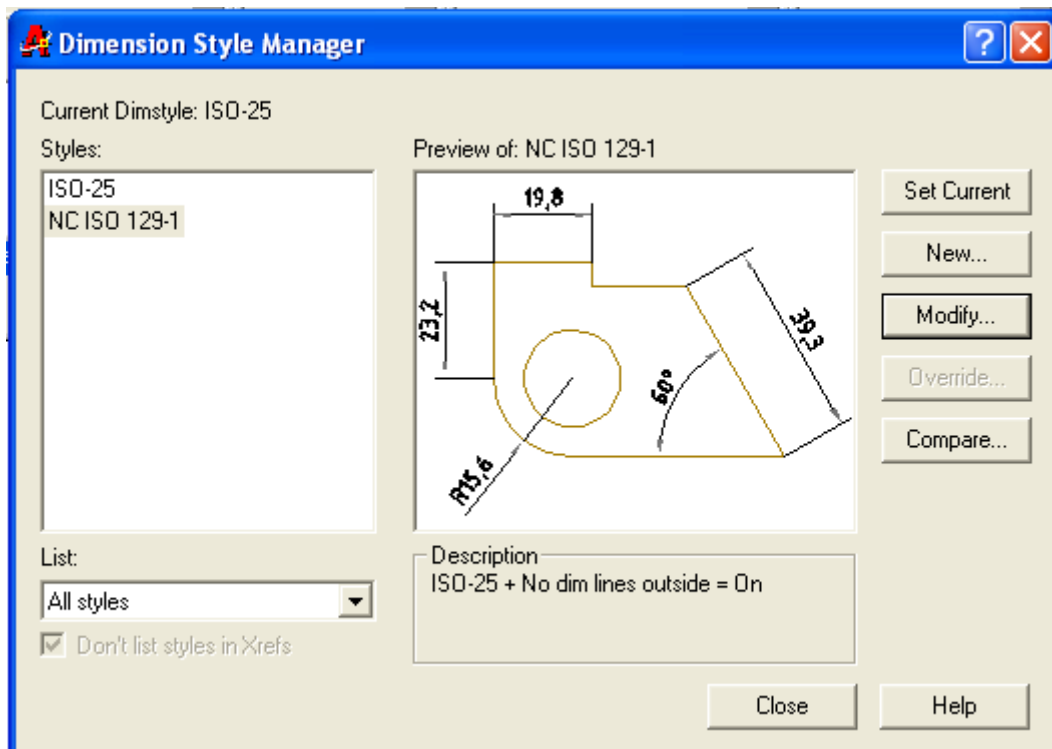 Dimension Style Manager
Current Dimstyle: ISO-25
Styles:
ISO-25
NC ISO 129-1
List:
All styles
Don't list styles in Xrefs
Preview of: NC ISO 129-1
19,8
23,2
39,3
60°
R15,6
Description
ISO-25 + No dim lines outside = On
Set Current
New...
Modify...
Override...
Compare...
Close
Help